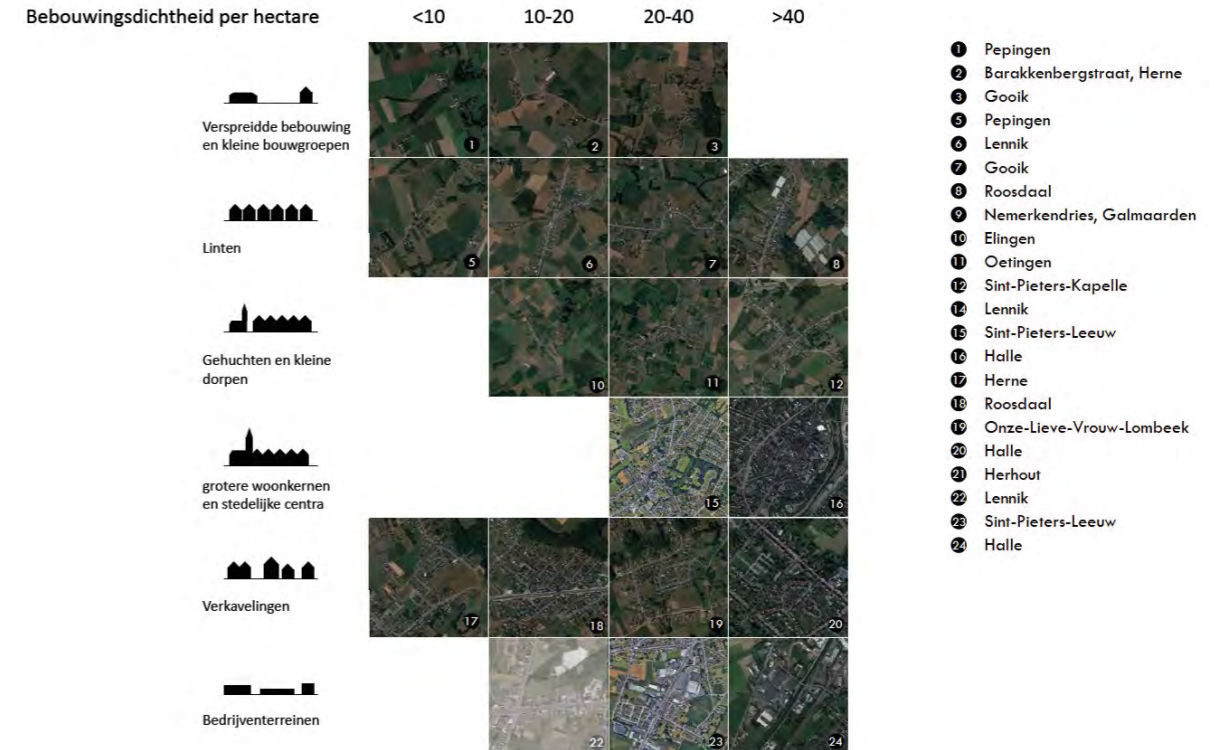 Bebouwingsdichtheid per hectare <10 10-20 20-40 >40
Verspreidde bebouwing
en kleine bouwgroepen
1 2 3
Linten
5 6 7 8
Gehuchten en kleine
dorpen
10 11 12
grotere woonkernen
en stedelijke centra
15 16
Verkavelingen
17 18 19 20
Bedrijventerreinen
22 23 24
1 Pepingen
2 Barakkenbergstraat, Herne
3 Gooik
5 Pepingen
6 Lennik
7 Gooik
8 Roosdaal
9 Nemerkendries, Galmaarden
10 Elingen
11 Oetingen
12 Sint-Pieters-Kapelle
14 Lennik
15 Sint-Pieters-Leeuw
16 Halle
17 Herne
18 Roosdaal
19 Onze-Lieve-Vrouw-Lombeek
20 Halle
21 Herhout
22 Lennik
23 Sint-Pieters-Leeuw
24 Halle